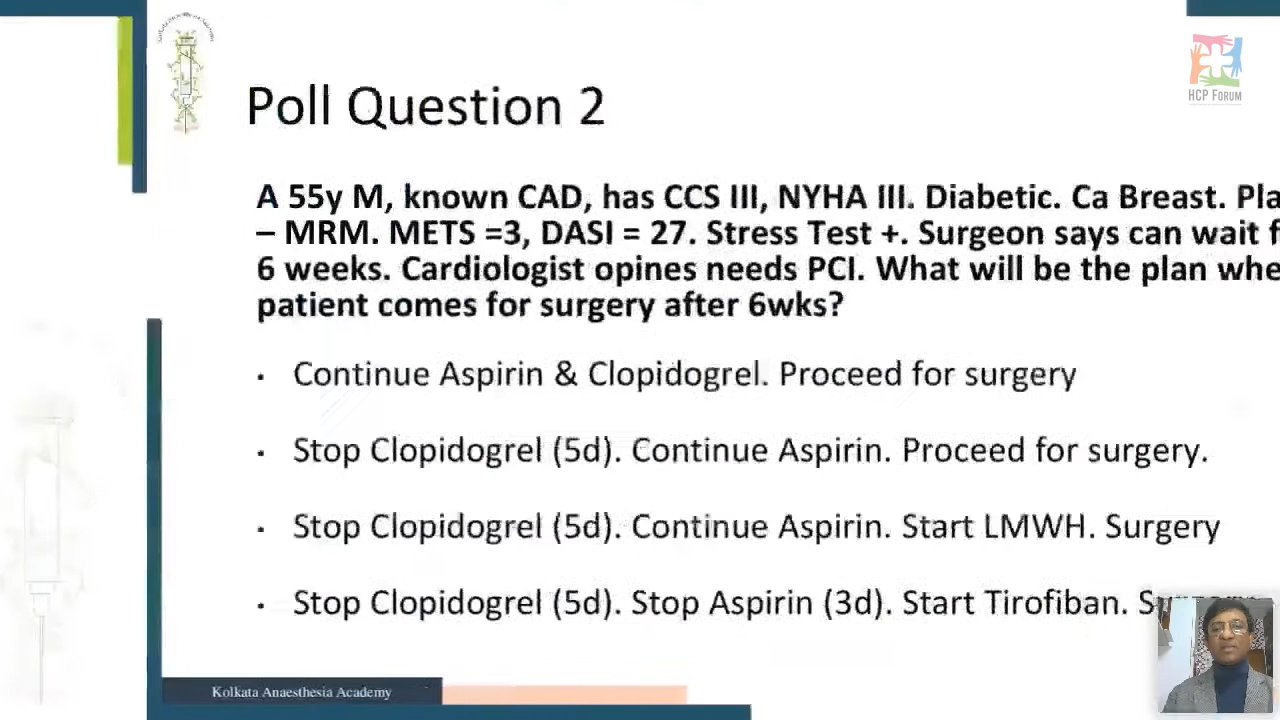 HCP FORUM
Poll Question 2
A 55y M, known CAD, has CCS III, NYHA III. Diabetic. Ca Breast. Pla
– MRM. METS =3, DASI = 27. Stress Test +. Surgeon says can wait f
6 weeks. Cardiologist opines needs PCI. What will be the plan whe
patient comes for surgery after 6wks?
▪ Continue Aspirin & Clopidogrel. Proceed for surgery
▪ Stop Clopidogrel (5d). Continue Aspirin. Proceed for surgery.
▪ Stop Clopidogrel (5d). Continue Aspirin. Start LMWH. Surgery
▪ Stop Clopidogrel (5d). Stop Aspirin (3d). Start Tirofiban.
Kolkata Anaesthesia Academy